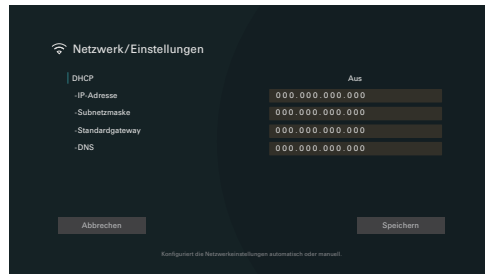 Netzwerk/Einstellungen
DHCP Aus
-IP-Adresse 000.000.000.000
-Subnetzmaske 000.000.000.000
-Standardgateway 000.000.000.000
-DNS 000.000.000.000
Abbrechen Speichern
Konfiguriert die Netzwerkeinstellungen automatisch oder manuell.